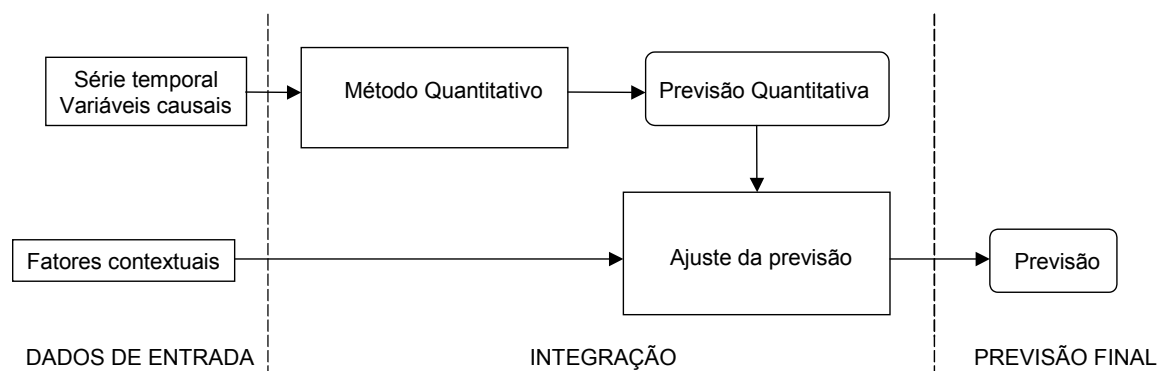 Série temporal
Variáveis causais
Método Quantitativo
Previsão Quantitativa
Fatores contextuais
Ajuste da previsão
Previsão
DADOS DE ENTRADA
INTEGRAÇÃO
PREVISÃO FINAL